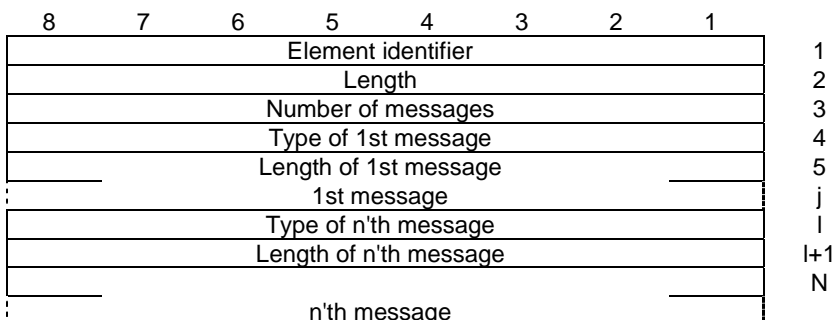 8 7 6 5 4 3 2 1
Element identifier 1
Length 2
Number of messages 3
Type of 1st message 4
Length of 1st message 5
1st message j
Type of n'th message l
Length of n'th message l+1
N
n'th message